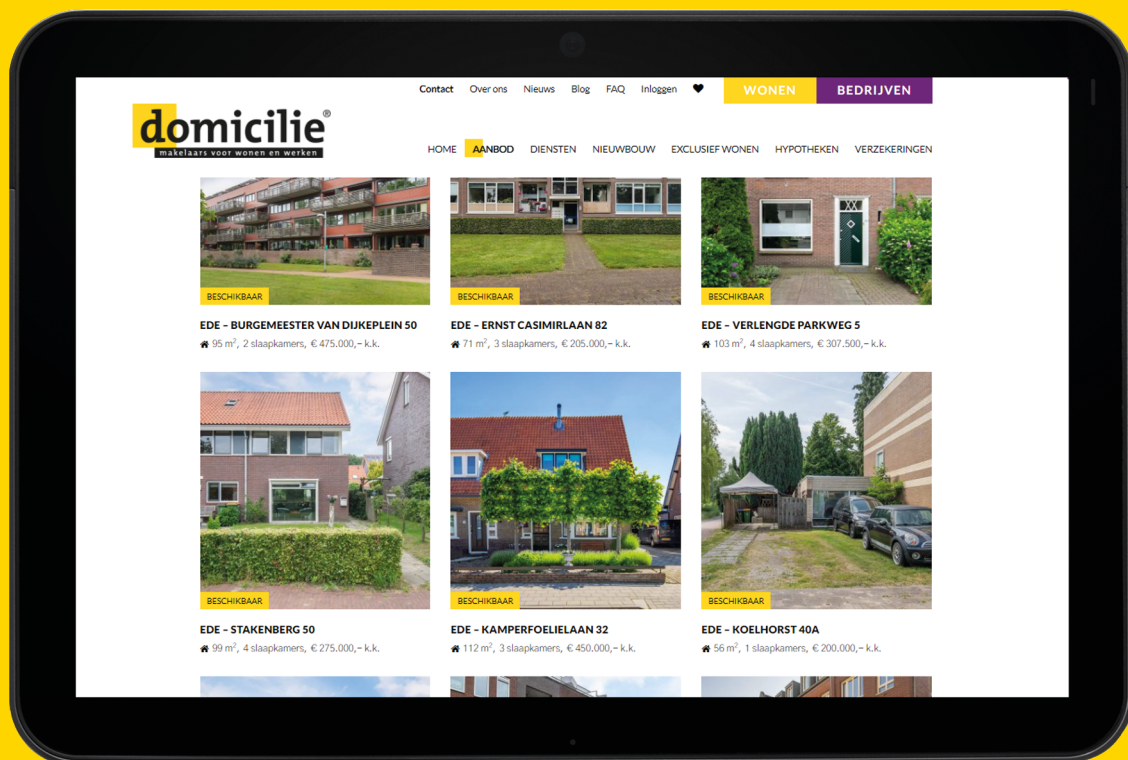 Contact Over ons Nieuws Blog FAQ Inloggen WONEN BEDRIJVEN
domicilie®
makelaars voor wonen en werken
HOME AANBOD DIENSTEN NIEUWBOUW EXCLUSIEF WONEN HYPOTHEKEN VERZEKERINGEN
BESCHIKBAAR BESCHIKBAAR BESCHIKBAAR
EDE – BURGEMEESTER VAN DIJKEPLEIN 50 EDE – ERNST CASIMIRLAAN 82 EDE – VERLENGDE PARKWEG 5
95 m², 2 slaapkamers, € 475.000,– k.k. 71 m², 3 slaapkamers, € 205.000,– k.k. 103 m², 4 slaapkamers, € 307.500,– k.k.
BESCHIKBAAR BESCHIKBAAR BESCHIKBAAR
EDE – STAKENBERG 50 EDE – KAMPERFOELIELAAN 32 EDE – KOELHORST 40A
99 m², 4 slaapkamers, € 275.000,– k.k. 112 m², 3 slaapkamers, € 450.000,– k.k. 56 m², 1 slaapkamers, € 200.000,– k.k.